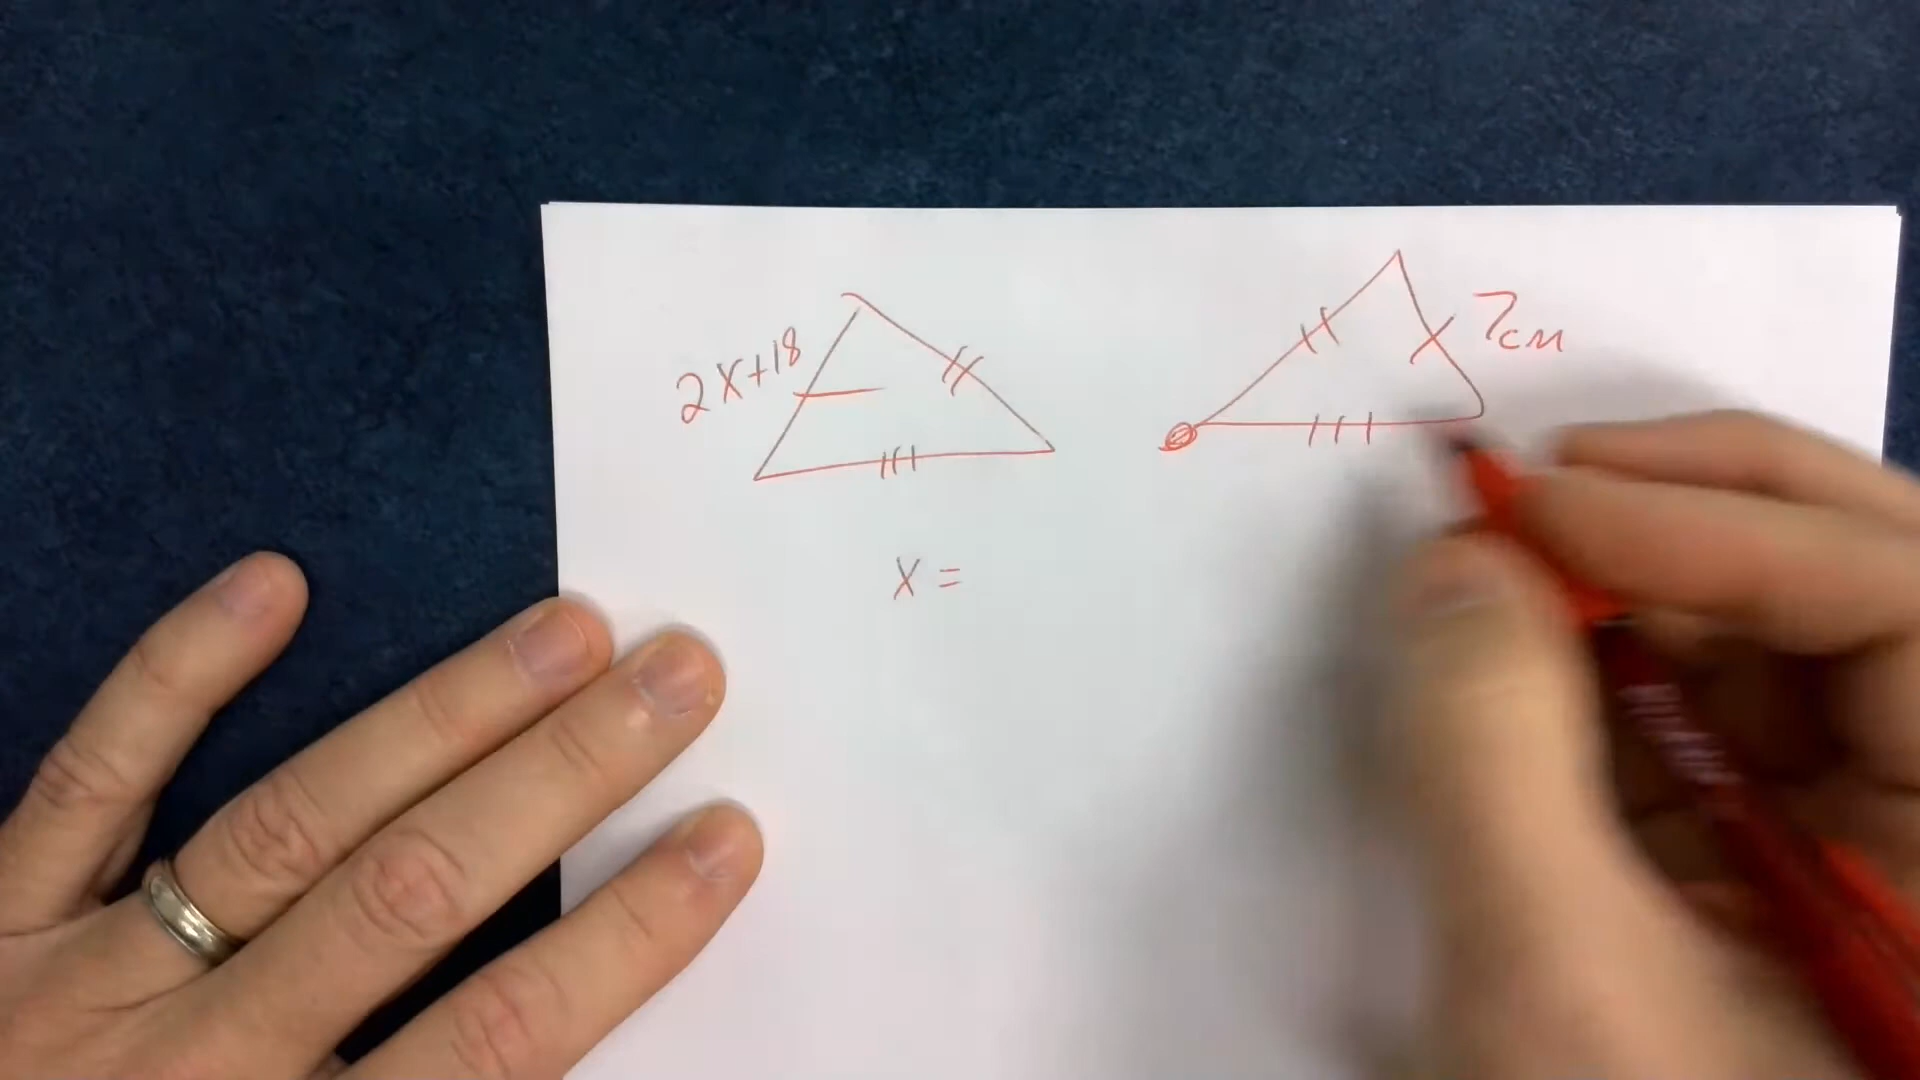 2x+18
7cm
x =